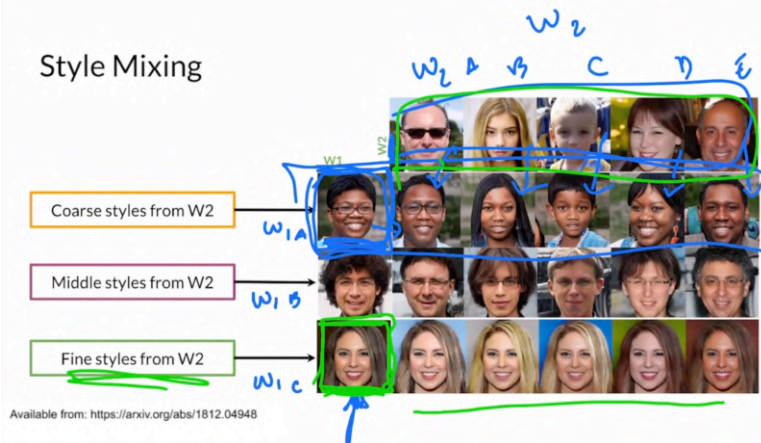 W2
Style Mixing
W2 A B C D E
W2
W1
Coarse styles from W2
W1A
Middle styles from W2
W1 B
Fine styles from W2
W1 C
Available from: https://arxiv.org/abs/1812.04948